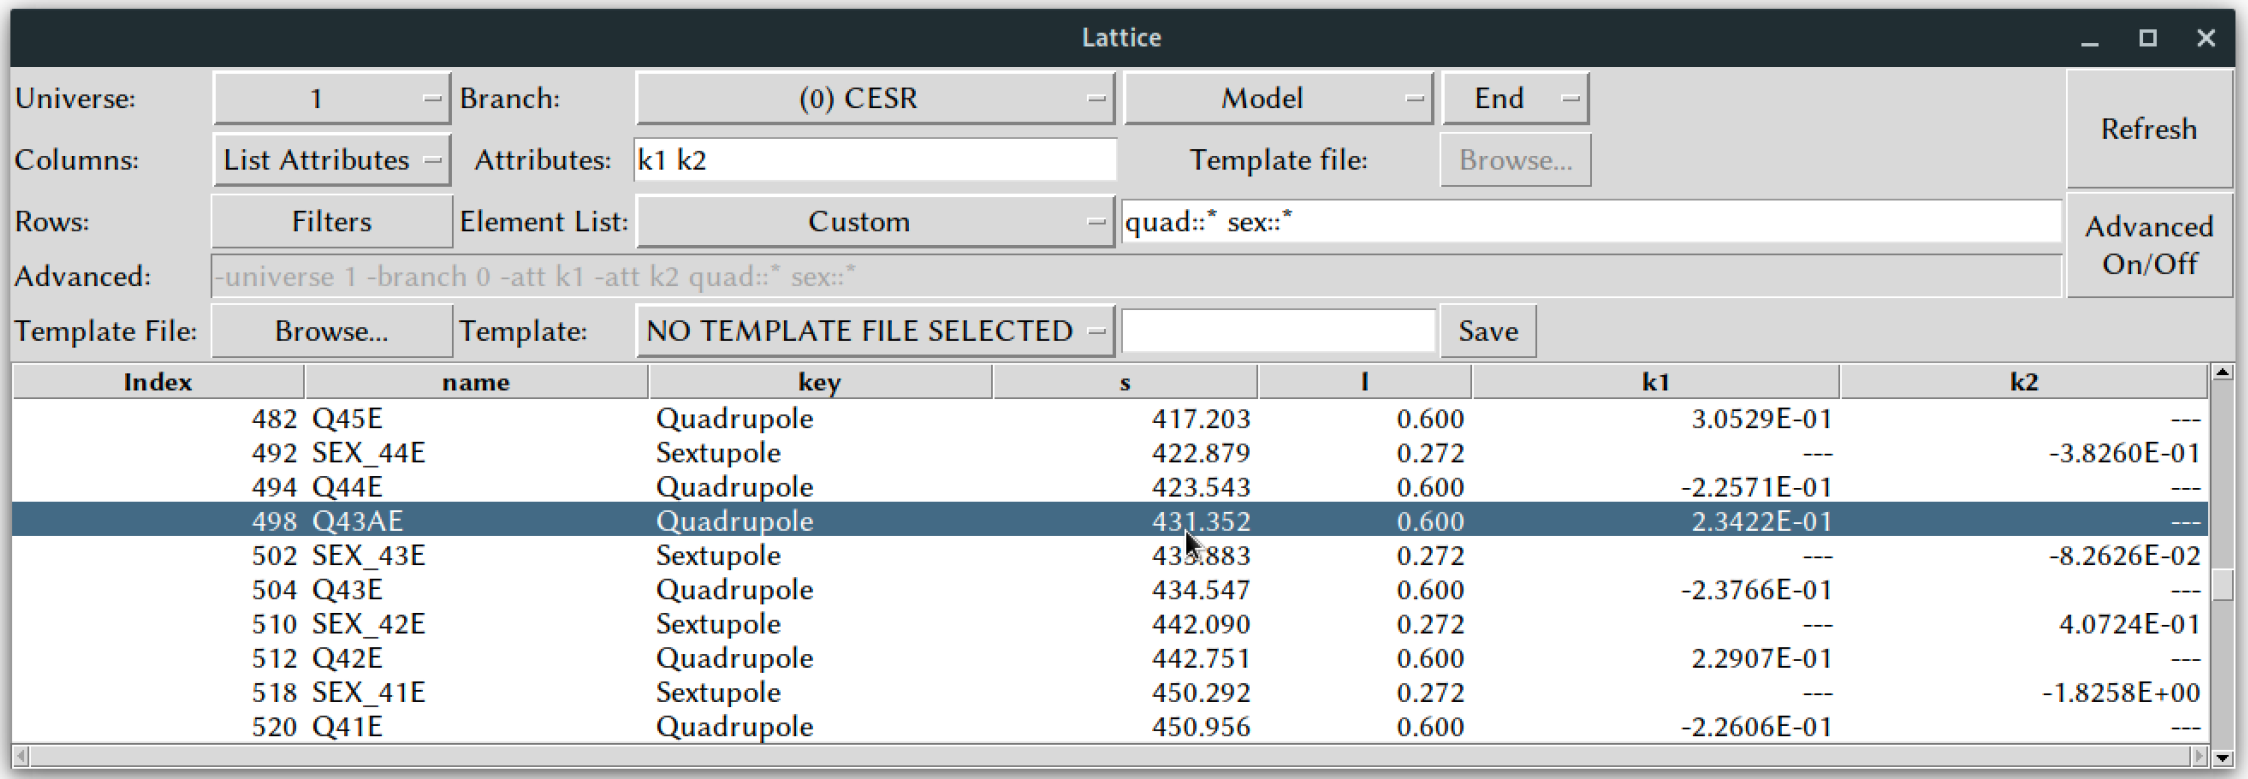 Lattice
Universe: 1 Branch: (0) CESR Model End Refresh
Columns: List Attributes Attributes: k1 k2 Template file: Browse...
Rows: Filters Element List: Custom quad::* sex::* Advanced On/Off
Advanced: -universe 1 -branch 0 -att k1 -att k2 quad::* sex::*
Template File: Browse... Template: NO TEMPLATE FILE SELECTED Save
Index name key s l k1 k2
482 Q45E Quadrupole 417.203 0.600 3.0529E-01 ---
492 SEX_44E Sextupole 422.879 0.272 --- -3.8260E-01
494 Q44E Quadrupole 423.543 0.600 -2.2571E-01 ---
498 Q43AE Quadrupole 431.352 0.600 2.3422E-01 ---
502 SEX_43E Sextupole 0.272 --- -8.2626E-02
504 Q43E Quadrupole 434.547 0.600 -2.3766E-01 ---
510 SEX_42E Sextupole 442.090 0.272 --- 4.0724E-01
512 Q42E Quadrupole 442.751 0.600 2.2907E-01 ---
518 SEX_41E Sextupole 450.292 0.272 --- -1.8258E+00
520 Q41E Quadrupole 450.956 0.600 -2.2606E-01 ---